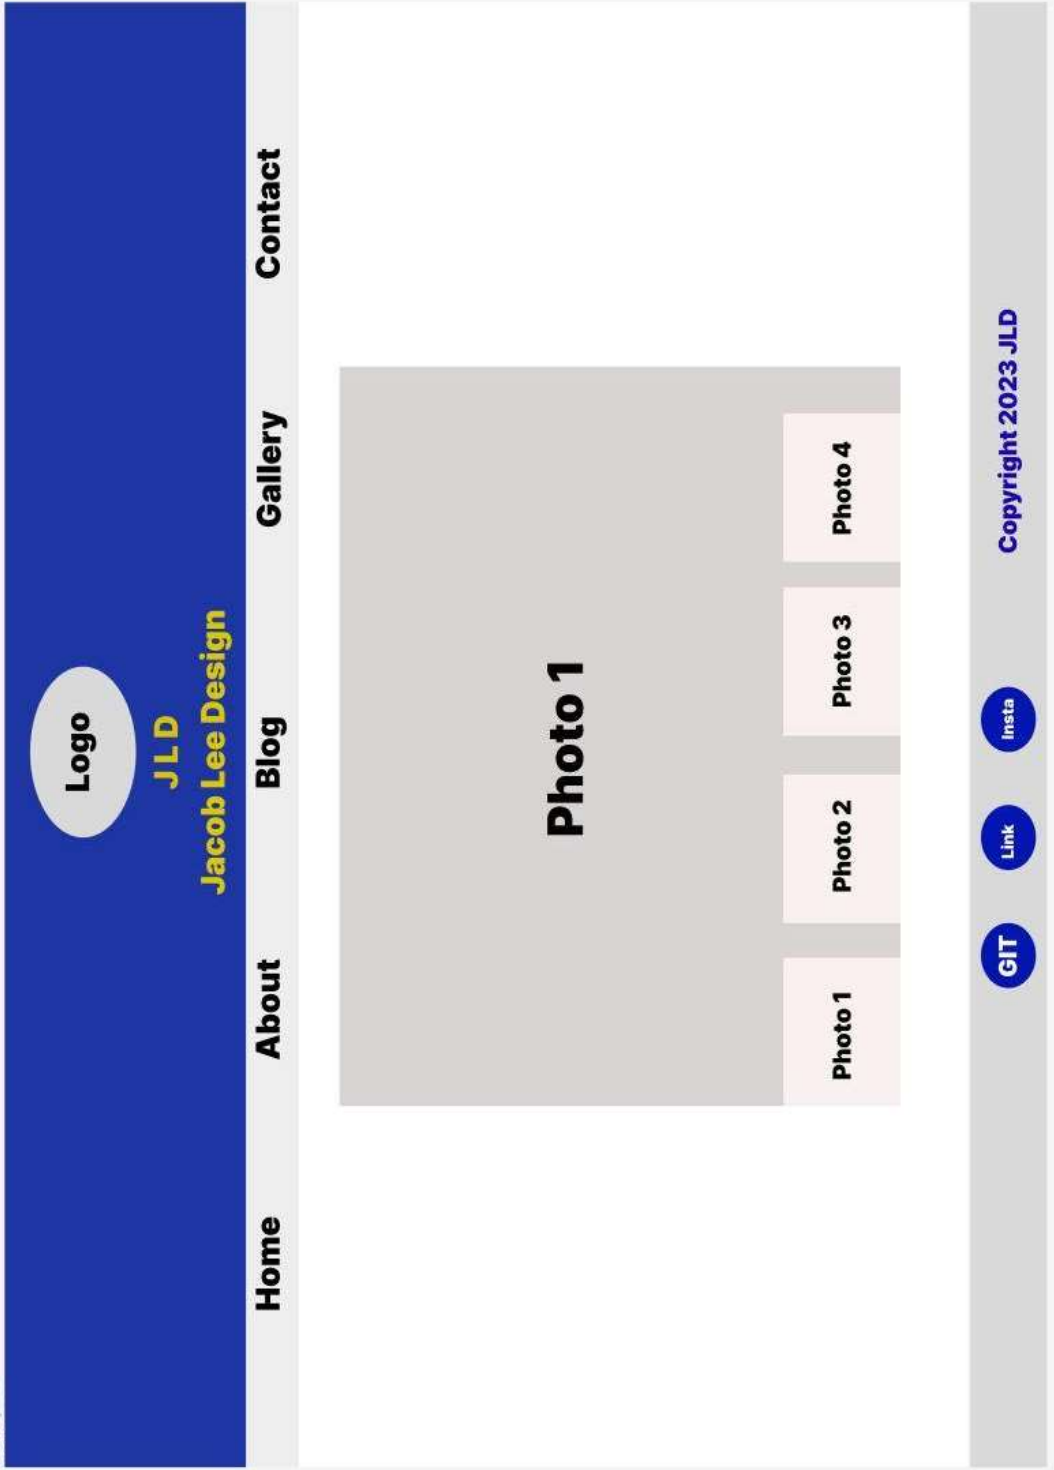 Logo
J L D
Jacob Lee Design
Home About Blog Gallery Contact
Photo 1
Photo 1 Photo 2 Photo 3 Photo 4
GIT Link Insta Copyright 2023 JLD